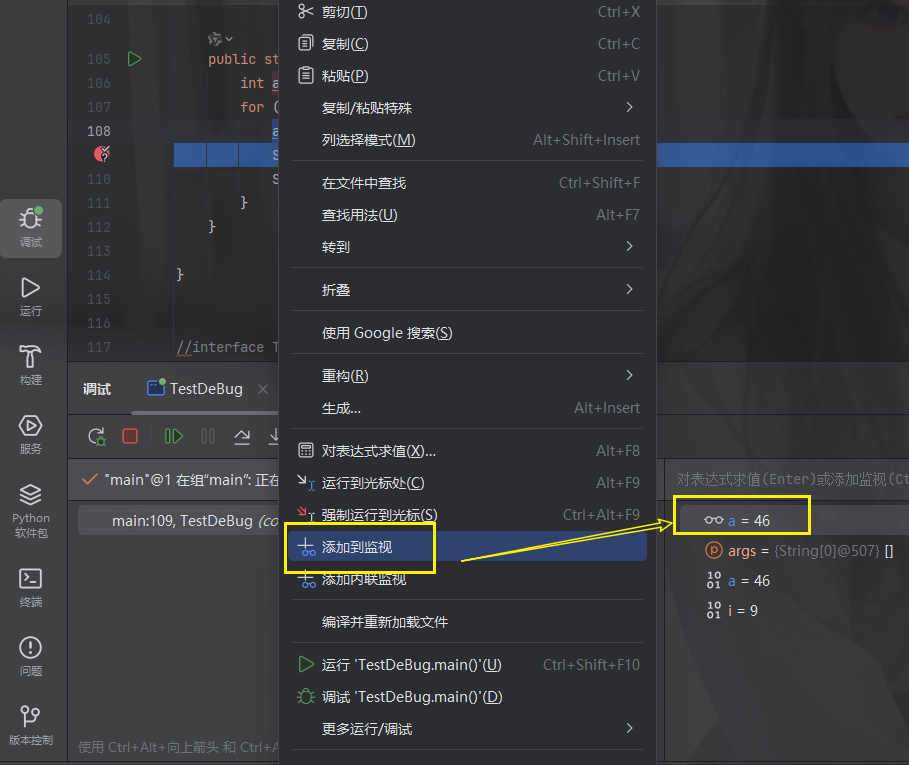 104
105 public st
106 int a
107 for (
108 a
S
110 S
111 }
112 }
113
114 }
115
116
117 //interface T
调试
运行
构建
服务
Python
软件包
终端
问题
版本控制
剪切(T) Ctrl+X
复制(C) Ctrl+C
粘贴(P) Ctrl+V
复制/粘贴特殊
列选择模式(M) Alt+Shift+Insert
在文件中查找 Ctrl+Shift+F
查找用法(U) Alt+F7
转到
折叠
使用 Google 搜索(S)
重构(R)
生成... Alt+Insert
对表达式求值(X)... Alt+F8
运行到光标处(C) Alt+F9
强制运行到光标(S) Ctrl+Alt+F9
添加到监视
添加内联监视
编译并重新加载文件
运行 'TestDeBug.main()'(U) Ctrl+Shift+F10
调试 'TestDeBug.main()'(D)
更多运行/调试
调试 TestDeBug
"main"@1 在组“main”: 正在
main:109, TestDeBug (co
使用 Ctrl+Alt+向上箭头 和 Ctrl+A
对表达式求值(Enter)或添加监视(Ct
a = 46
args = {String[0]@507} []
a = 46
i = 9